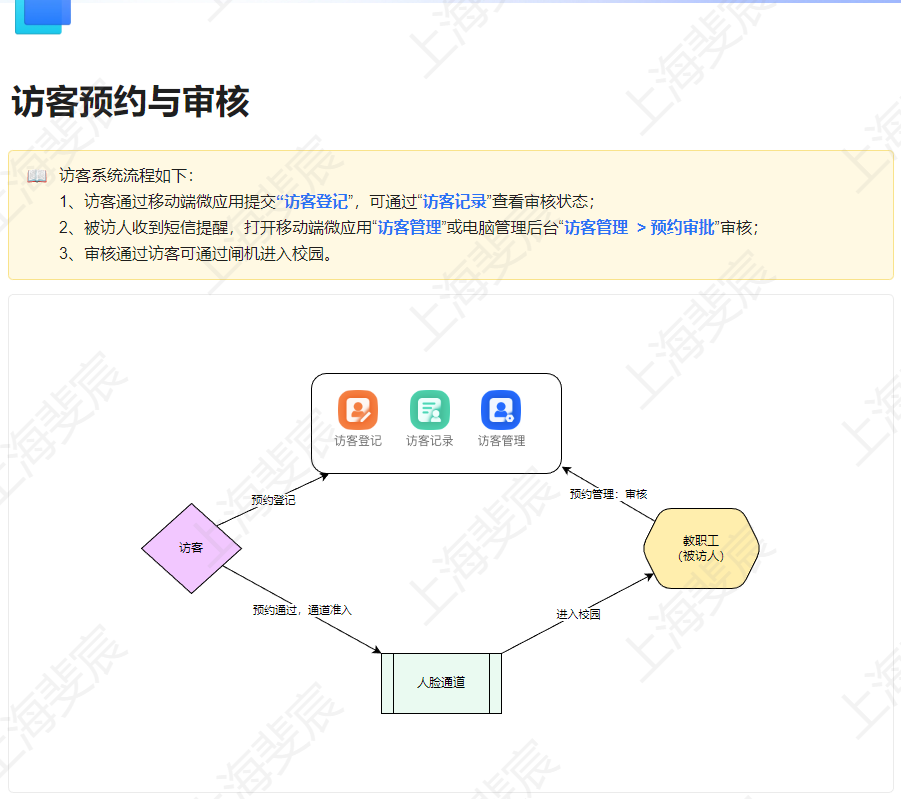 访客预约与审核
访客系统流程如下：
1、访客通过移动端微应用提交“访客登记”，可通过“访客记录”查看审核状态；
2、被访人收到短信提醒，打开移动端微应用“访客管理”或电脑管理后台“访客管理 > 预约审批”审核；
3、审核通过访客可通过闸机进入校园。
访客登记 访客记录 访客管理
预约登记
预约管理：审核
访客
教职工
（被访人）
预约通过，通道准入
进入校园
人脸通道
上海斐宸